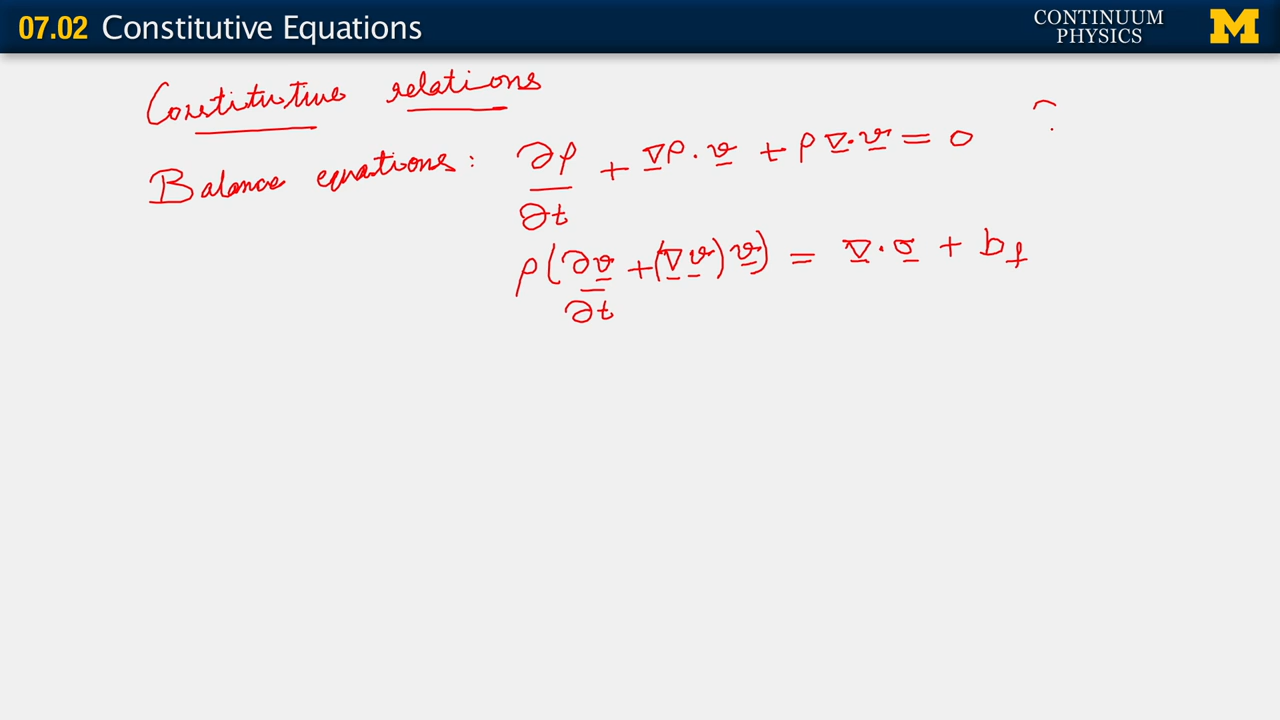 07.02 Constitutive Equations
CONTINUUM
PHYSICS
M
Constitutive relations
Balance equations: ∂ρ/∂t + ∇ρ · v + ρ ∇ · v = 0
ρ(∂v/∂t + (∇v)v) = ∇ · σ + b_f